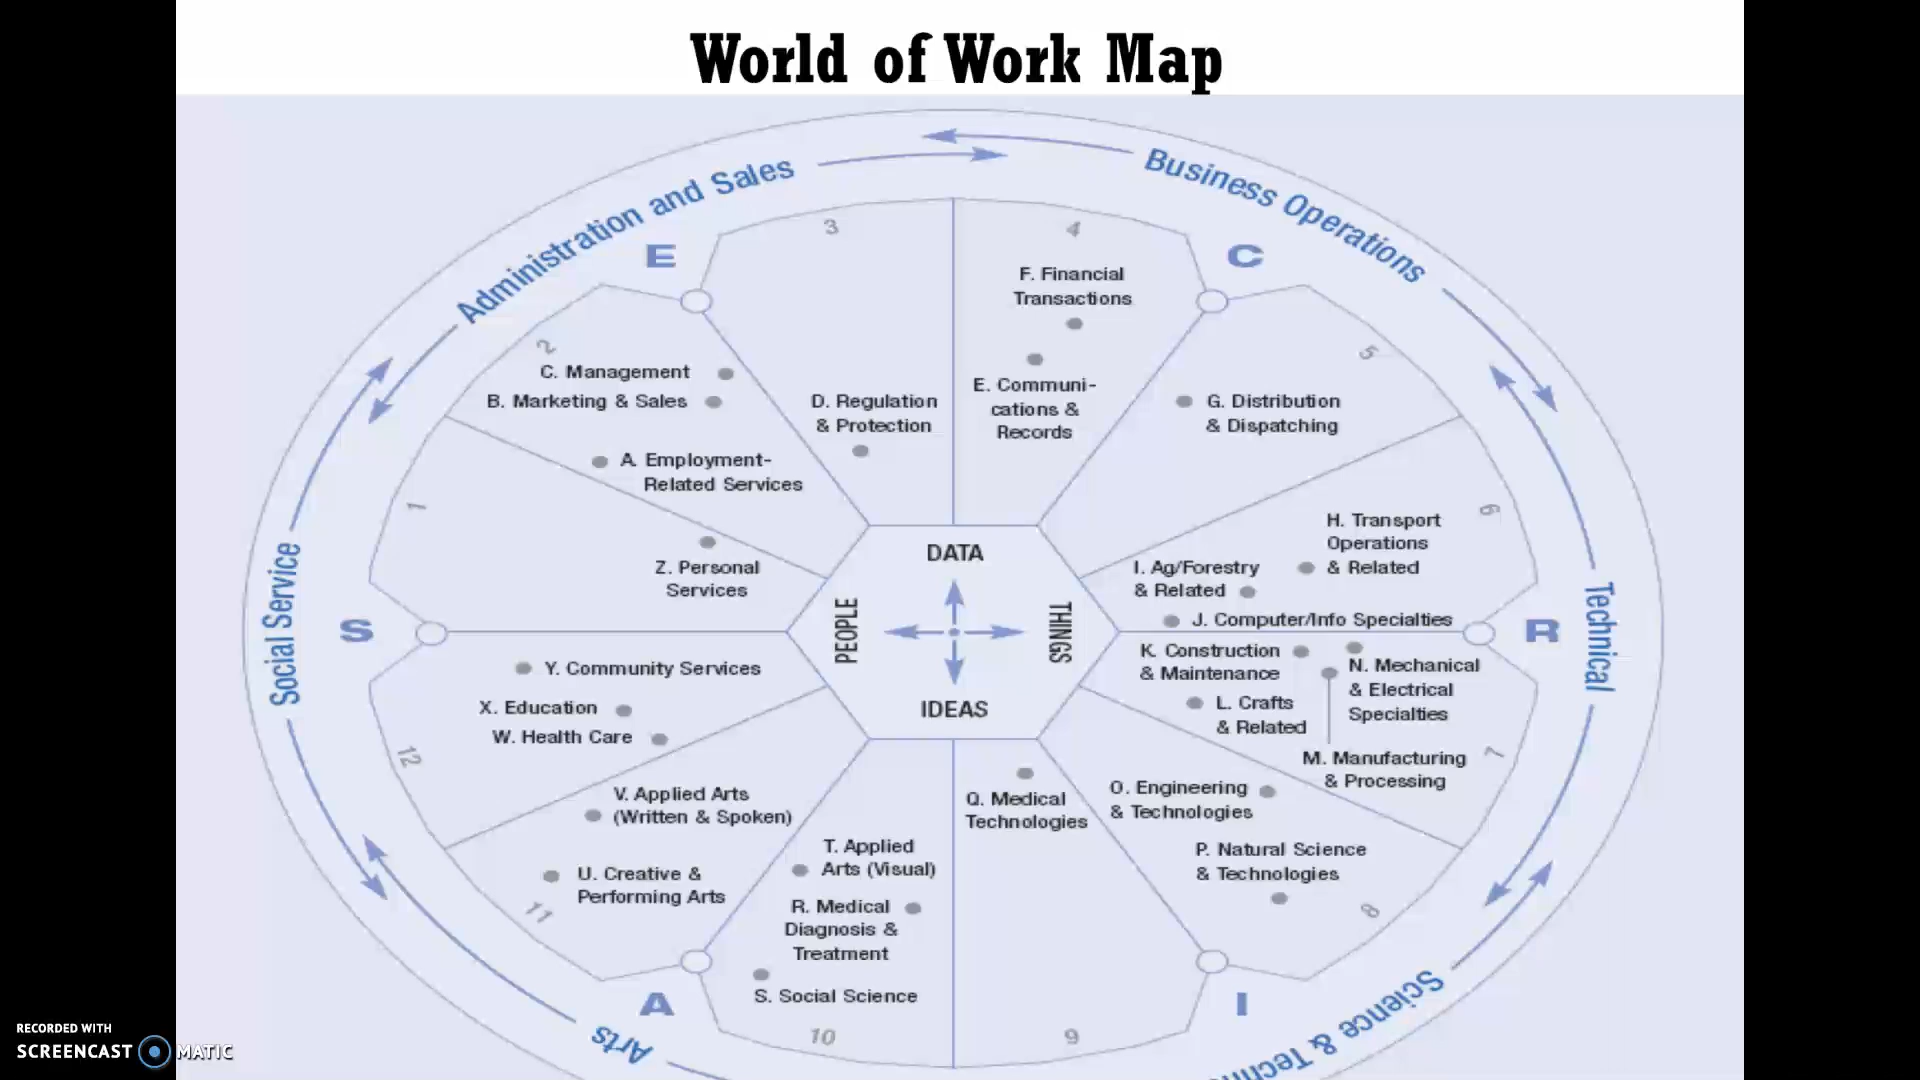 World of Work Map
Administration and Sales
Business Operations
3
4
E
C
F. Financial
Transactions
2
5
C. Management
B. Marketing & Sales
D. Regulation
& Protection
E. Communi-
cations &
Records
G. Distribution
& Dispatching
A. Employment-
Related Services
1
6
H. Transport
Operations
& Related
Z. Personal
Services
DATA
I. Ag/Forestry
& Related
J. Computer/Info Specialties
Social Service
S
PEOPLE
THINGS
R
Technical
K. Construction
& Maintenance
N. Mechanical
& Electrical
Specialties
Y. Community Services
X. Education
W. Health Care
IDEAS
L. Crafts
& Related
M. Manufacturing
& Processing
12
7
V. Applied Arts
(Written & Spoken)
Q. Medical
Technologies
O. Engineering
& Technologies
T. Applied
Arts (Visual)
P. Natural Science
& Technologies
U. Creative &
Performing Arts
R. Medical
Diagnosis &
Treatment
11
8
S. Social Science
A
I
10
9
Arts
Science &
RECORDED WITH
SCREENCAST MATIC